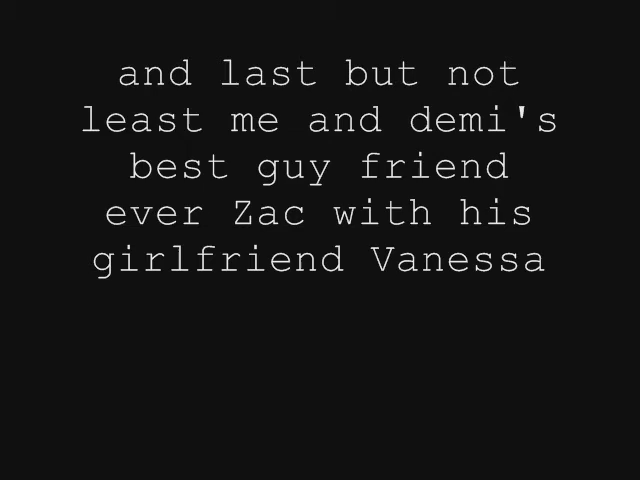 and last but not
least me and demi's
best guy friend
ever Zac with his
girlfriend Vanessa